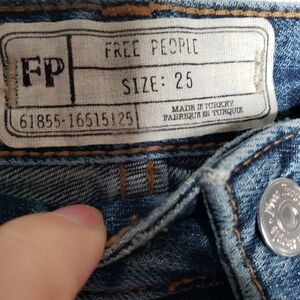 FP
FREE PEOPLE
SIZE: 25
61855-16515125
MADE IN TURKEY
FABRIQUE EN TURQUIE